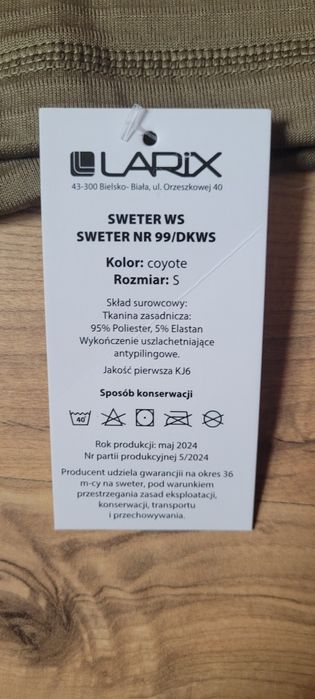 LARIX
43-300 Bielsko- Biała, ul. Orzeszkowej 40
SWETER WS
SWETER NR 99/DKWS
Kolor: coyote
Rozmiar: S
Skład surowcowy:
Tkanina zasadnicza:
95% Poliester, 5% Elastan
Wykończenie uszlachetniające
antypilingowe.
Jakość pierwsza KJ6
Sposób konserwacji
40
Rok produkcji: maj 2024
Nr partii produkcyjnej 5/2024
Producent udziela gwarancji na okres 36
m-cy na sweter, pod warunkiem
przestrzegania zasad eksploatacji,
konserwacji, transportu
i przechowywania.